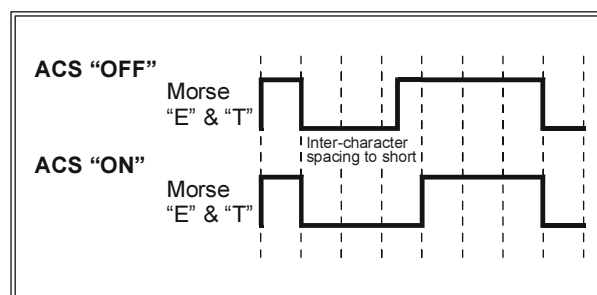 ACS “OFF”
Morse
“E” & “T”
Inter-character
spacing to short
ACS “ON”
Morse
“E” & “T”